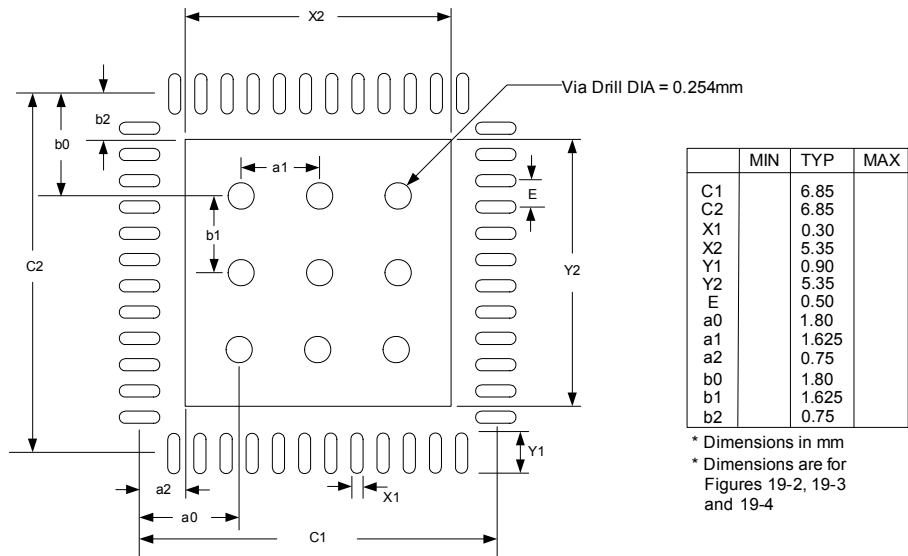 X2
Via Drill DIA = 0.254mm
b2
b0
a1
E
b1
C2
Y2
Y1
a2
X1
a0
C1
MIN TYP MAX
C1 6.85
C2 6.85
X1 0.30
X2 5.35
Y1 0.90
Y2 5.35
E 0.50
a0 1.80
a1 1.625
a2 0.75
b0 1.80
b1 1.625
b2 0.75
* Dimensions in mm
* Dimensions are for
Figures 19-2, 19-3
and 19-4